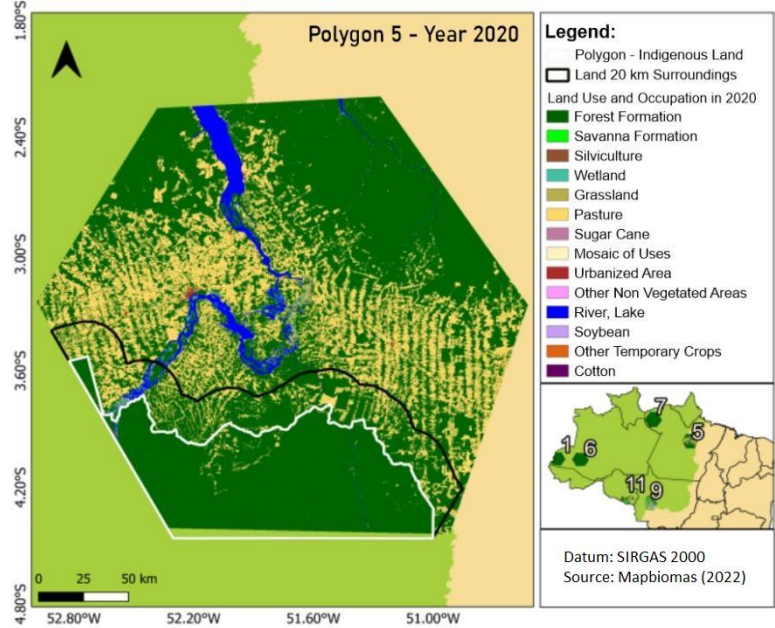 Polygon 5 - Year 2020
1.80°S
2.40°S
3.00°S
3.60°S
4.20°S
4.80°S
52.80°W
52.20°W
51.60°W
51.00°W
0
25
50 km
Legend:
Polygon - Indigenous Land
Land 20 km Surroundings
Land Use and Occupation in 2020
Forest Formation
Savanna Formation
Silviculture
Wetland
Grassland
Pasture
Sugar Cane
Mosaic of Uses
Urbanized Area
Other Non Vegetated Areas
River, Lake
Soybean
Other Temporary Crops
Cotton
7
5
1
6
11
9
Datum: SIRGAS 2000
Source: Mapbiomas (2022)